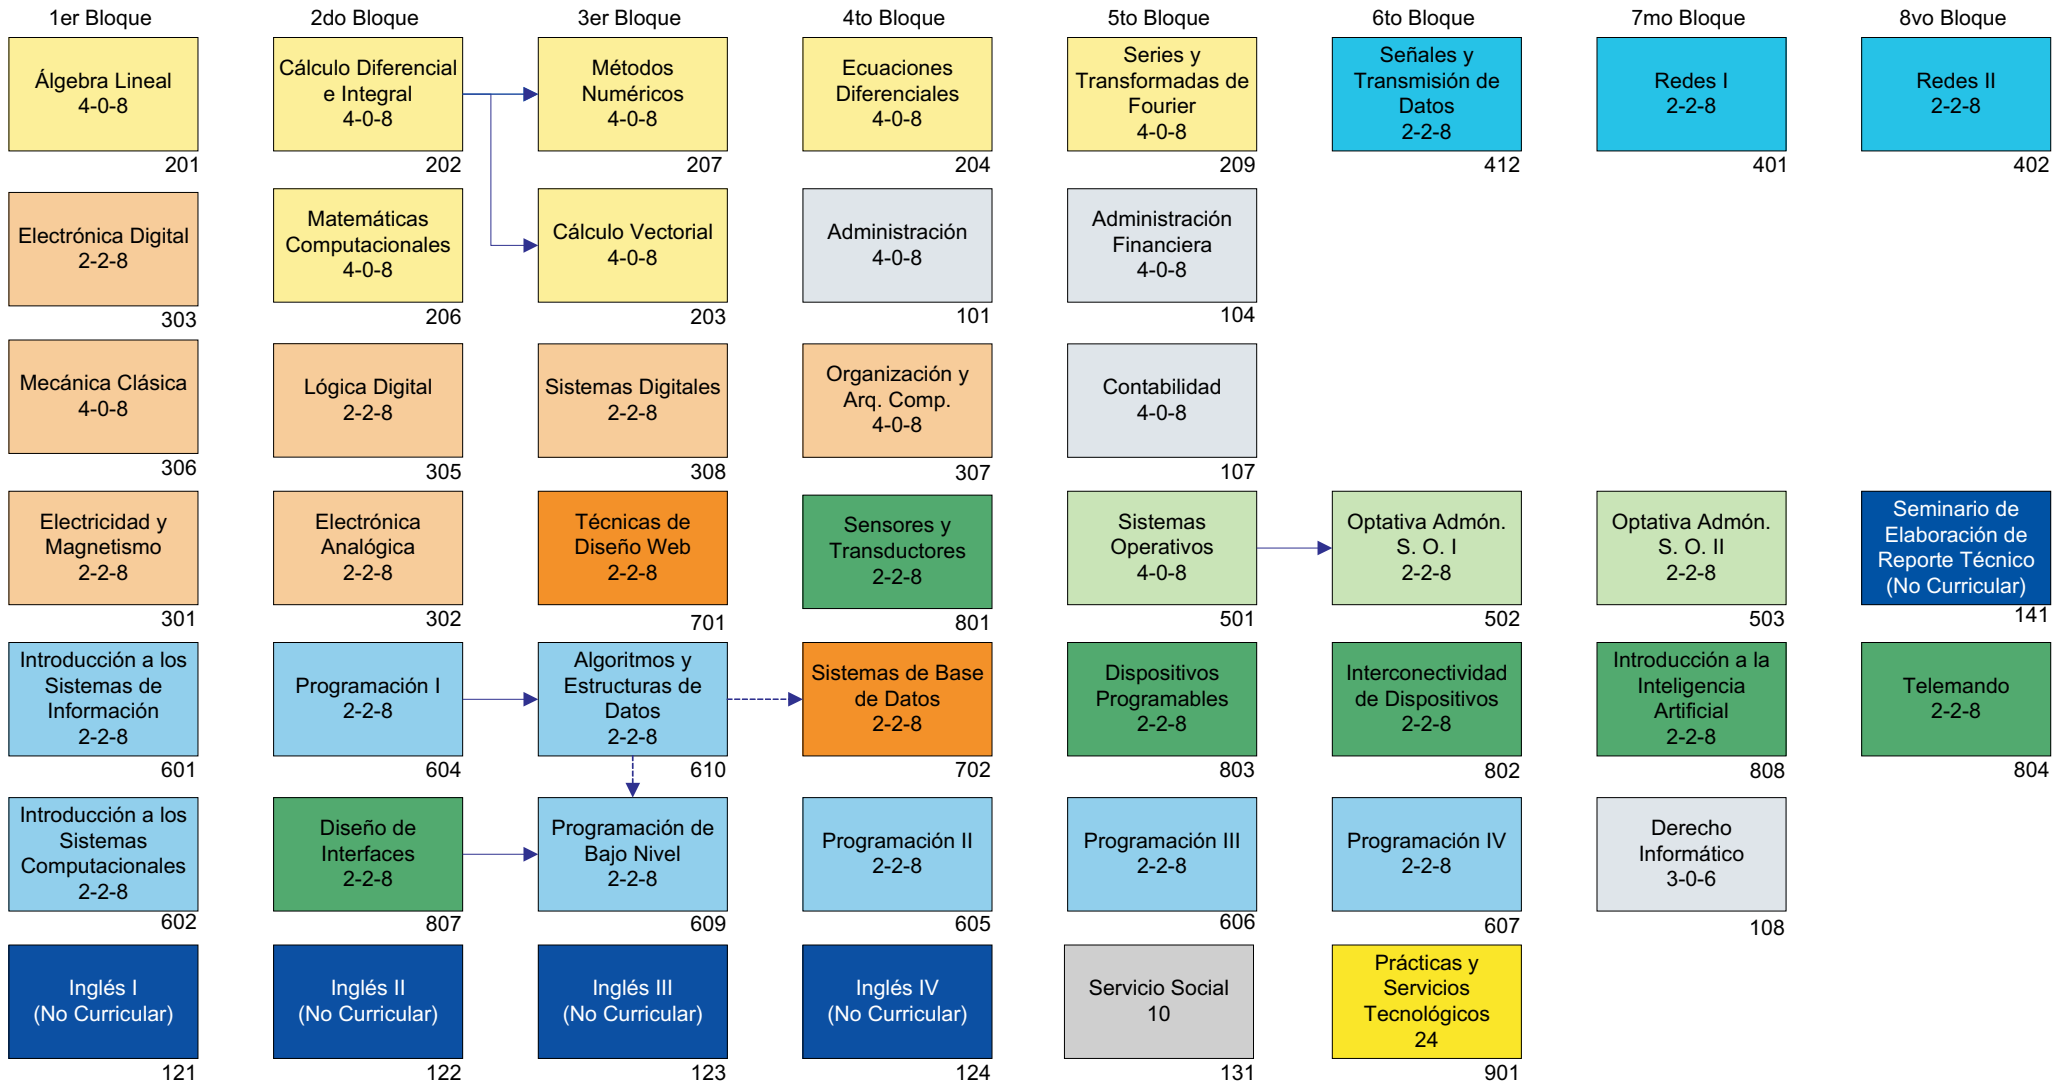 1er Bloque
2do Bloque
3er Bloque
4to Bloque
5to Bloque
6to Bloque
7mo Bloque
8vo Bloque
Álgebra Lineal
4-0-8
201
Cálculo Diferencial
e Integral
4-0-8
202
Métodos
Numéricos
4-0-8
207
Ecuaciones
Diferenciales
4-0-8
204
Series y
Transformadas de
Fourier
4-0-8
209
Señales y
Transmisión de
Datos
2-2-8
412
Redes I
2-2-8
401
Redes II
2-2-8
402
Electrónica Digital
2-2-8
303
Matemáticas
Computacionales
4-0-8
206
Cálculo Vectorial
4-0-8
203
Administración
4-0-8
101
Administración
Financiera
4-0-8
104
Mecánica Clásica
4-0-8
306
Lógica Digital
2-2-8
305
Sistemas Digitales
2-2-8
308
Organización y
Arq. Comp.
4-0-8
307
Contabilidad
4-0-8
107
Electricidad y
Magnetismo
2-2-8
301
Electrónica
Analógica
2-2-8
302
Técnicas de
Diseño Web
2-2-8
701
Sensores y
Transductores
2-2-8
801
Sistemas
Operativos
4-0-8
501
Optativa Admón.
S. O. I
2-2-8
502
Optativa Admón.
S. O. II
2-2-8
503
Seminario de
Elaboración de
Reporte Técnico
(No Curricular)
141
Introducción a los
Sistemas de
Información
2-2-8
601
Programación I
2-2-8
604
Algoritmos y
Estructuras de
Datos
2-2-8
610
Sistemas de Base
de Datos
2-2-8
702
Dispositivos
Programables
2-2-8
803
Interconectividad
de Dispositivos
2-2-8
802
Introducción a la
Inteligencia
Artificial
2-2-8
808
Telemando
2-2-8
804
Introducción a los
Sistemas
Computacionales
2-2-8
602
Diseño de
Interfaces
2-2-8
807
Programación de
Bajo Nivel
2-2-8
609
Programación II
2-2-8
605
Programación III
2-2-8
606
Programación IV
2-2-8
607
Derecho
Informático
3-0-6
108
Inglés I
(No Curricular)
121
Inglés II
(No Curricular)
122
Inglés III
(No Curricular)
123
Inglés IV
(No Curricular)
124
Servicio Social
10
131
Prácticas y
Servicios
Tecnológicos
24
901